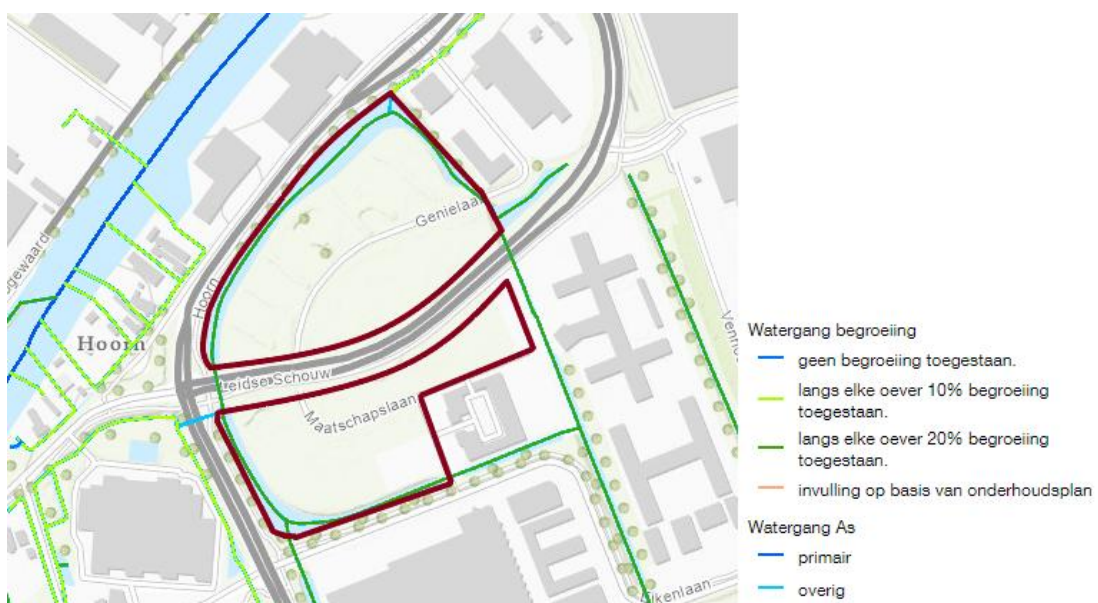 Genielaan
Hoorn
Hoorn
Leidse Schouw
Maatschapslaan
Watergang begroeiing
geen begroeiing toegestaan.
langs elke oever 10% begroeiing
toegestaan.
langs elke oever 20% begroeiing
toegestaan.
invulling op basis van onderhoudsplan
Watergang As
primair
overig